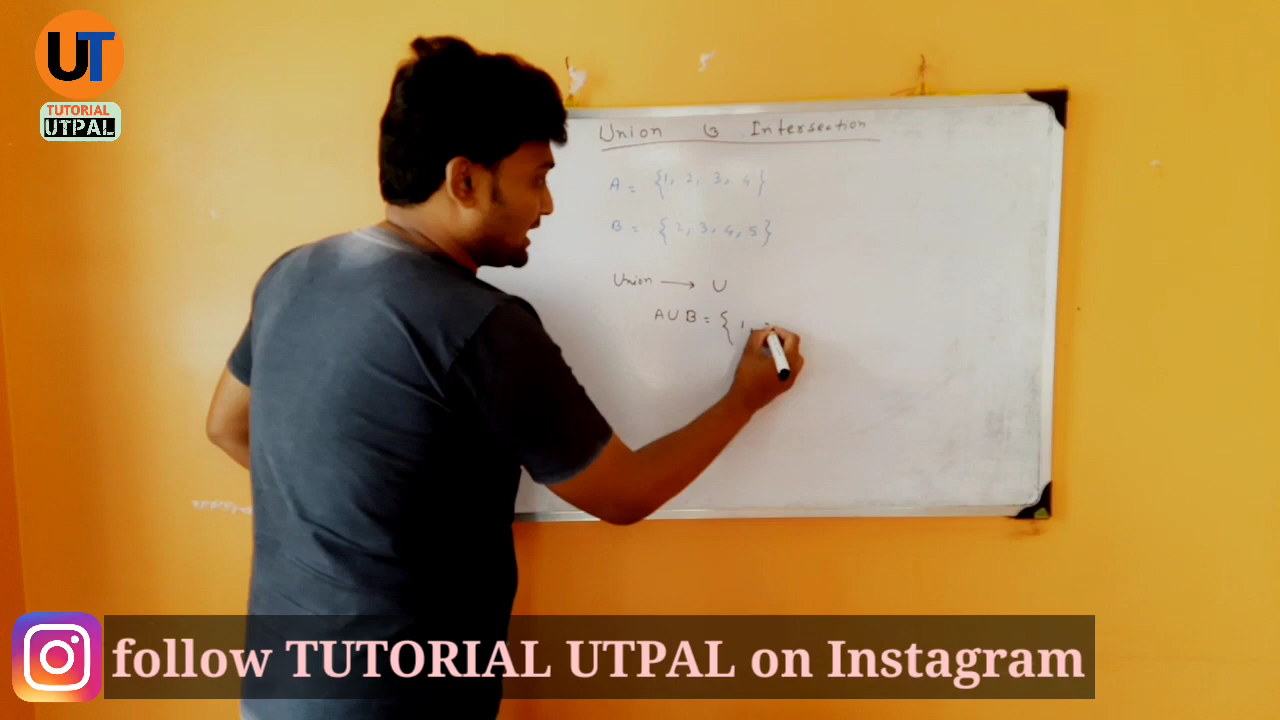 UT
TUTORIAL
UTPAL
Union ও Intersection
A = {1, 2, 3, 4}
B = {2, 3, 4, 5}
Union → U
A U B = { 1,
follow TUTORIAL UTPAL on Instagram